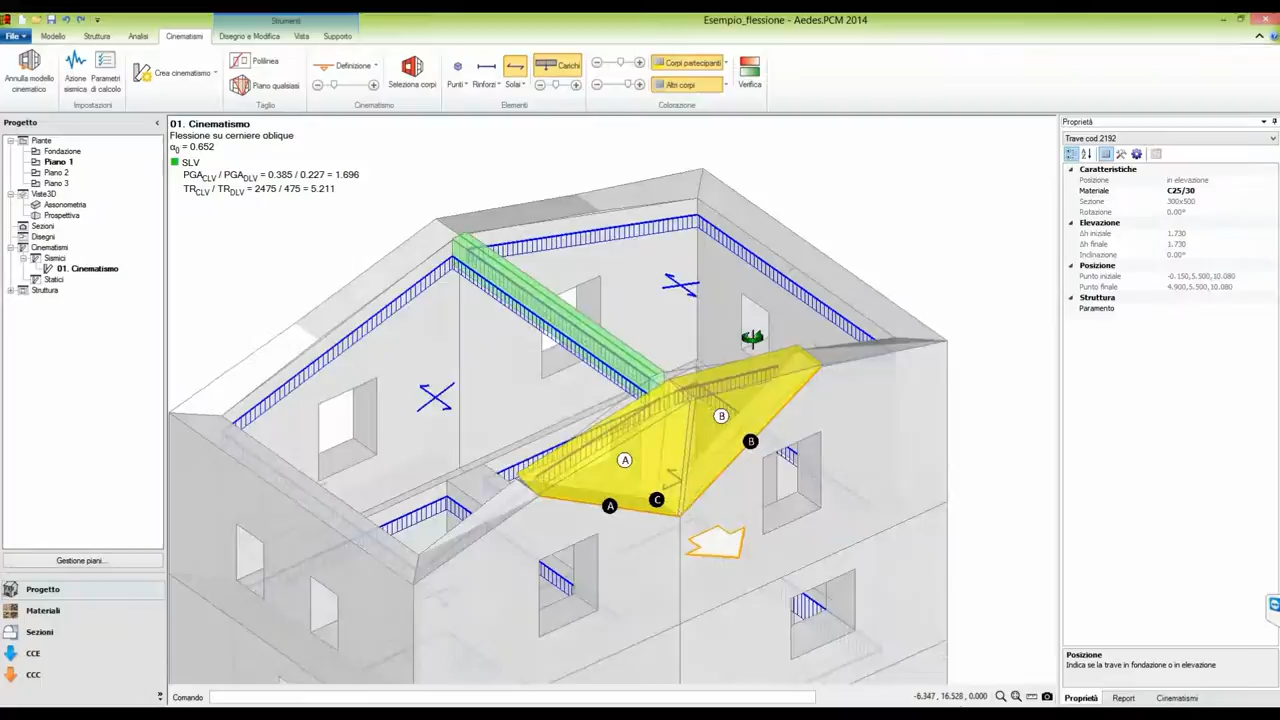 Strumenti
Esempio_flessione - Aedes.PCM 2014
File
Modello
Struttura
Analisi
Cinematismi
Disegno e Modifica
Vista
Supporto
Annulla modello cinematico
Azione sismica
Parametri di calcolo
Impostazioni
Crea cinematismo
Polilinea
Piano qualsiasi
Taglio
Definizione
Cinematismo
Seleziona corpi
Punti
Rinforzi
Solai
Carichi
Elementi
Corpi partecipanti
Altri corpi
Colorazione
Verifica
Progetto
Piante
Fondazione
Piano 1
Piano 2
Piano 3
Viste3D
Assonometria
Prospettiva
Sezioni
Disegni
Cinematismi
Sismici
01. Cinematismo
Statici
Struttura
Gestione piani...
Progetto
Materiali
Sezioni
CCE
CCC
01. Cinematismo
Flessione su cerniere oblique
α0 = 0.652
SLV
PGACLV / PGADLV = 0.385 / 0.227 = 1.696
TRCLV / TRDLV = 2475 / 475 = 5.211
A
B
B
A
C
Comando
-6.347, 16.528, 0.000
Proprietà
Trave cod 2192
Caratteristiche
Posizione in elevazione
Materiale C25/30
Sezione 300x500
Rotazione 0.00°
Elevazione
Δh iniziale 1.730
Δh finale 1.730
Inclinazione 0.00°
Posizione
Punto iniziale -0.150,5.500,10.080
Punto finale 4.900,5.500,10.080
Struttura
Paramento
Posizione
Indica se la trave in fondazione o in elevazione
Proprietà
Report
Cinematismi